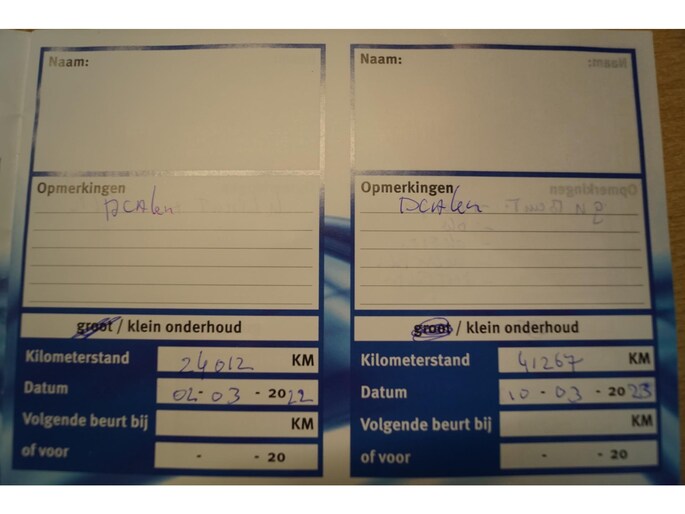 Naam:
Opmerkingen
groot / klein onderhoud
Kilometerstand 24012 KM
Datum 02-03 - 2022
Volgende beurt bij KM
of voor - - 20
Naam:
Opmerkingen
groot / klein onderhoud
Kilometerstand 41267 KM
Datum 10-03 - 2023
Volgende beurt bij KM
of voor - - 20